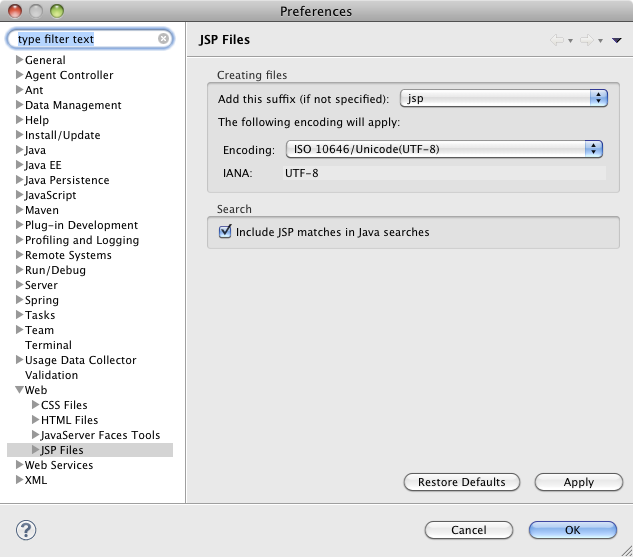 Preferences
type filter text
General
Agent Controller
Ant
Data Management
Help
Install/Update
Java
Java EE
Java Persistence
JavaScript
Maven
Plug-in Development
Profiling and Logging
Remote Systems
Run/Debug
Server
Spring
Tasks
Team
Terminal
Usage Data Collector
Validation
Web
CSS Files
HTML Files
JavaServer Faces Tools
JSP Files
Web Services
XML
JSP Files
Creating files
Add this suffix (if not specified): jsp
The following encoding will apply:
Encoding: ISO 10646/Unicode(UTF-8)
IANA: UTF-8
Search
Include JSP matches in Java searches
Restore Defaults Apply
? Cancel OK